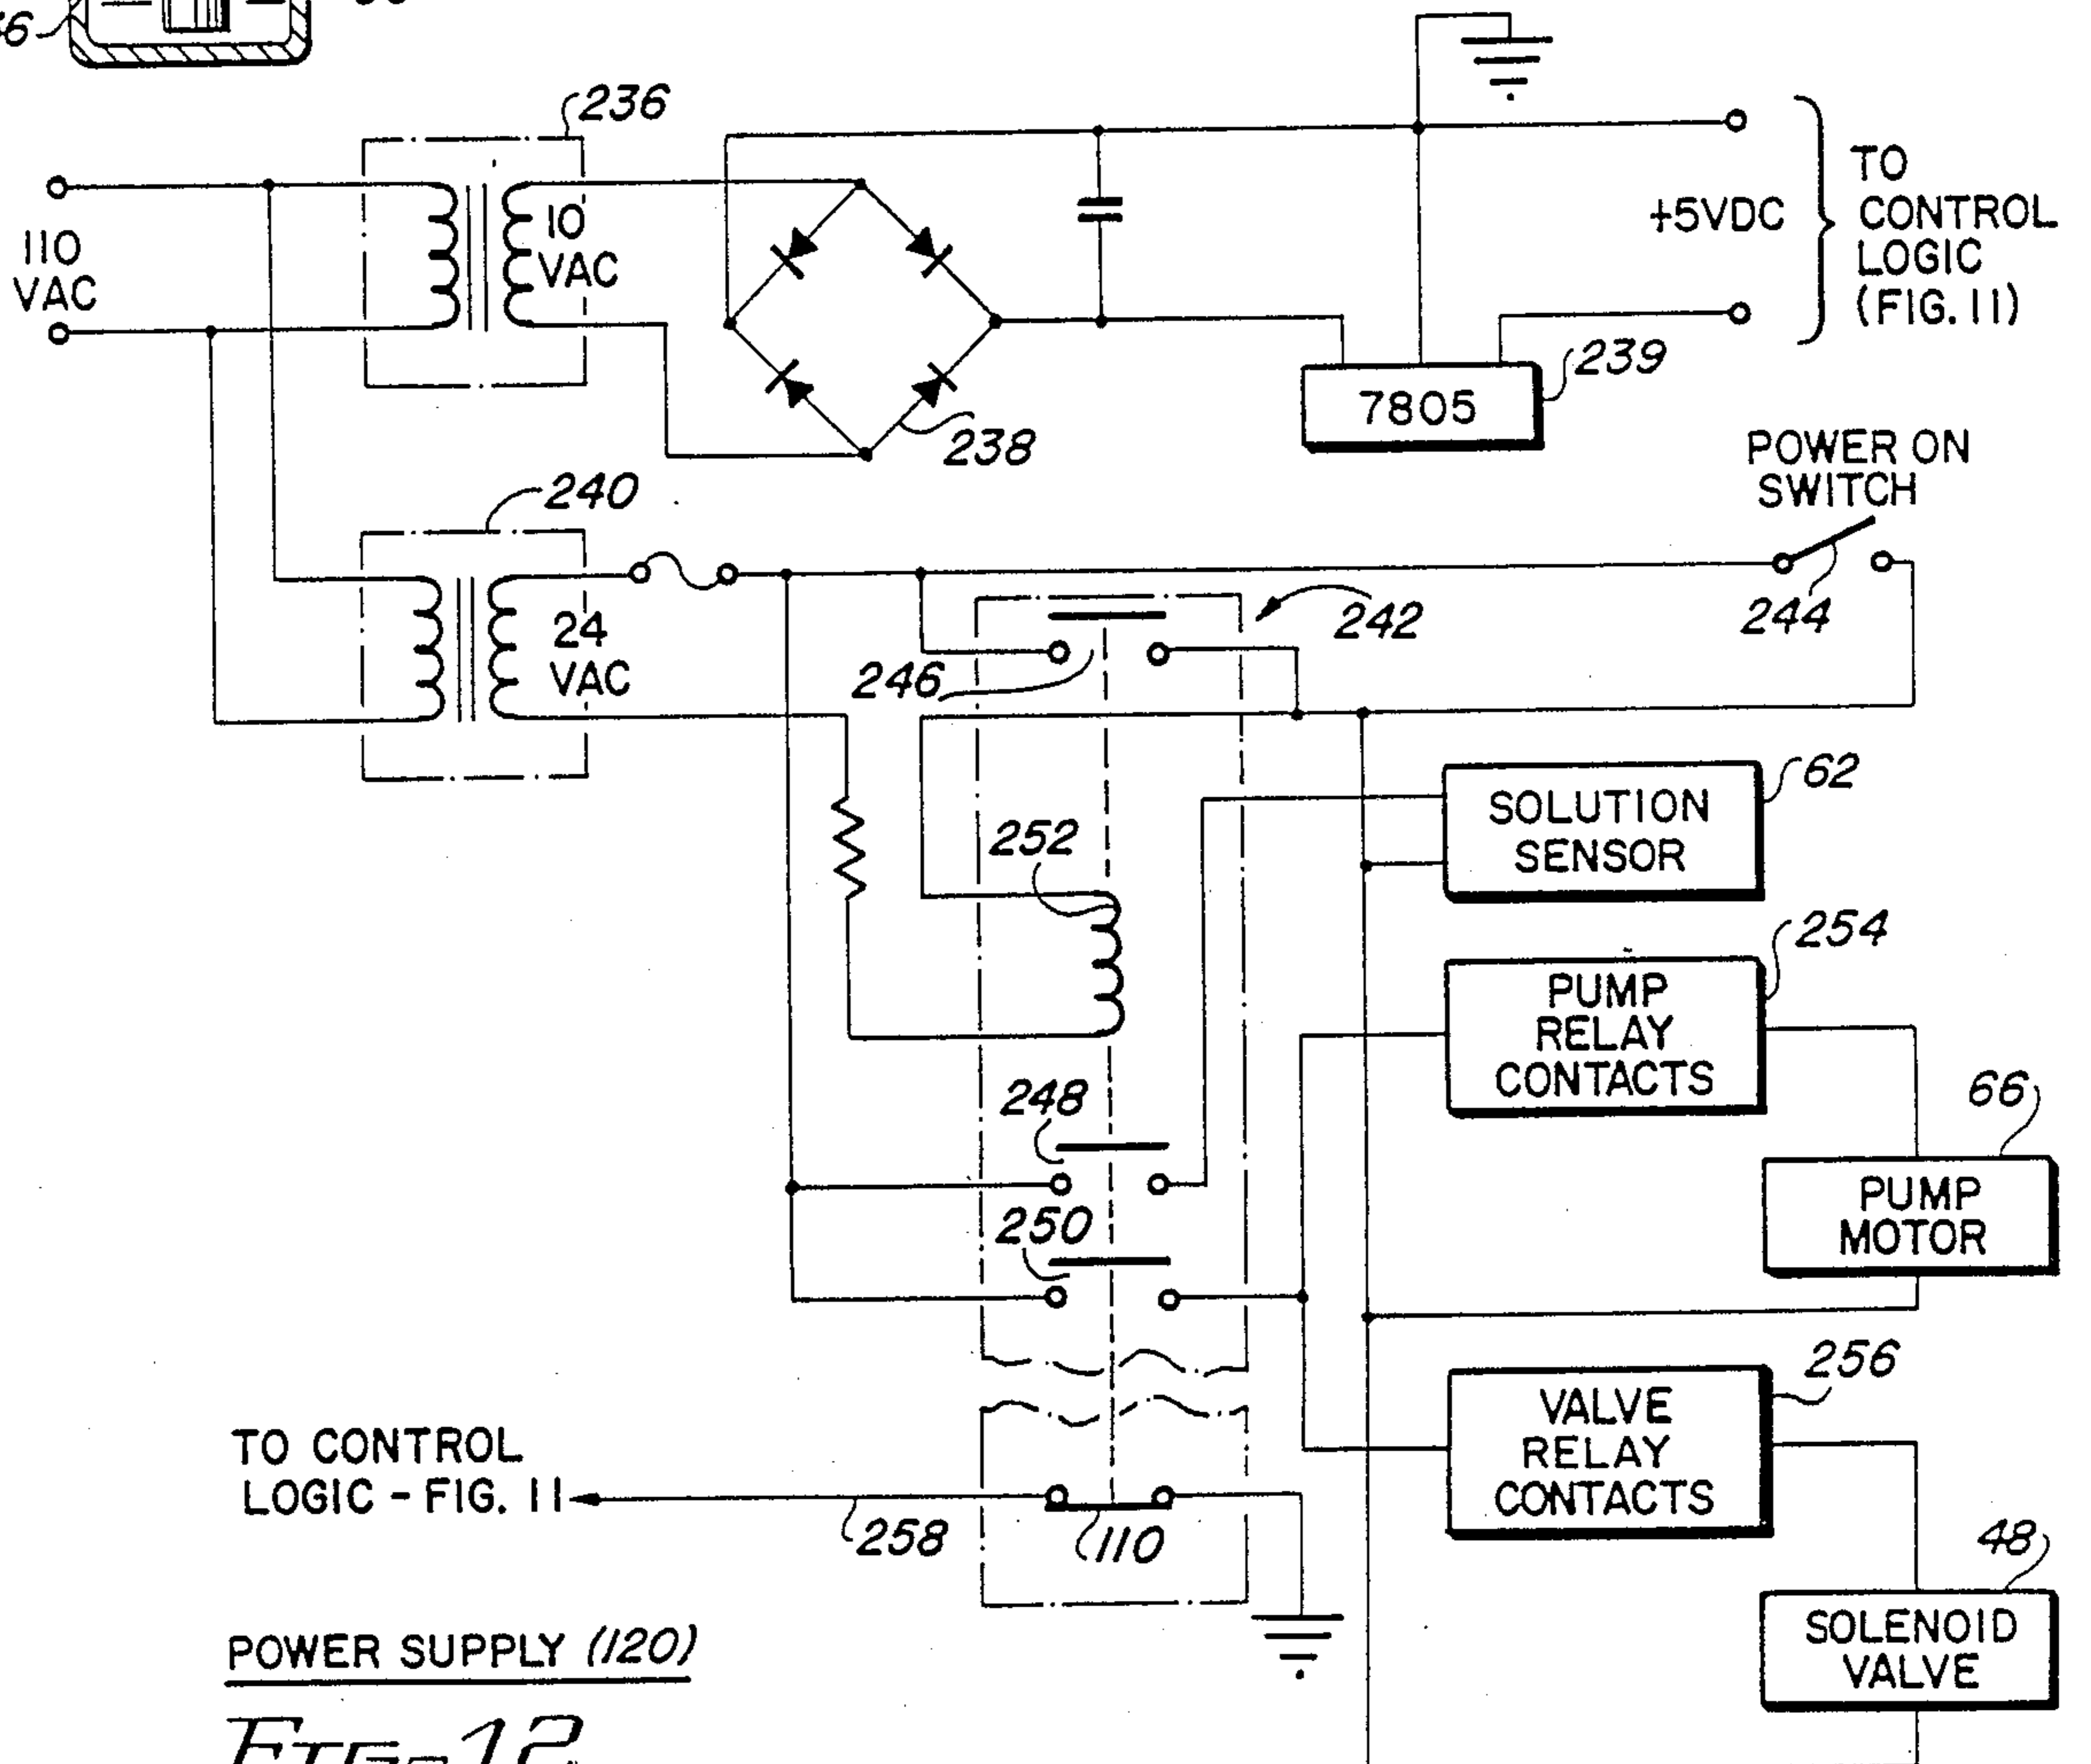 236
110
VAC
10
VAC
+5VDC
TO
CONTROL
LOGIC
(FIG. 11)
239
7805
238
POWER ON
SWITCH
240
24
VAC
242
244
246
62
SOLUTION
SENSOR
252
254
PUMP
RELAY
CONTACTS
248
66
PUMP
MOTOR
250
256
VALVE
RELAY
CONTACTS
TO CONTROL
LOGIC - FIG. 11
258
110
48
SOLENOID
VALVE
POWER SUPPLY (120)
FIG-12